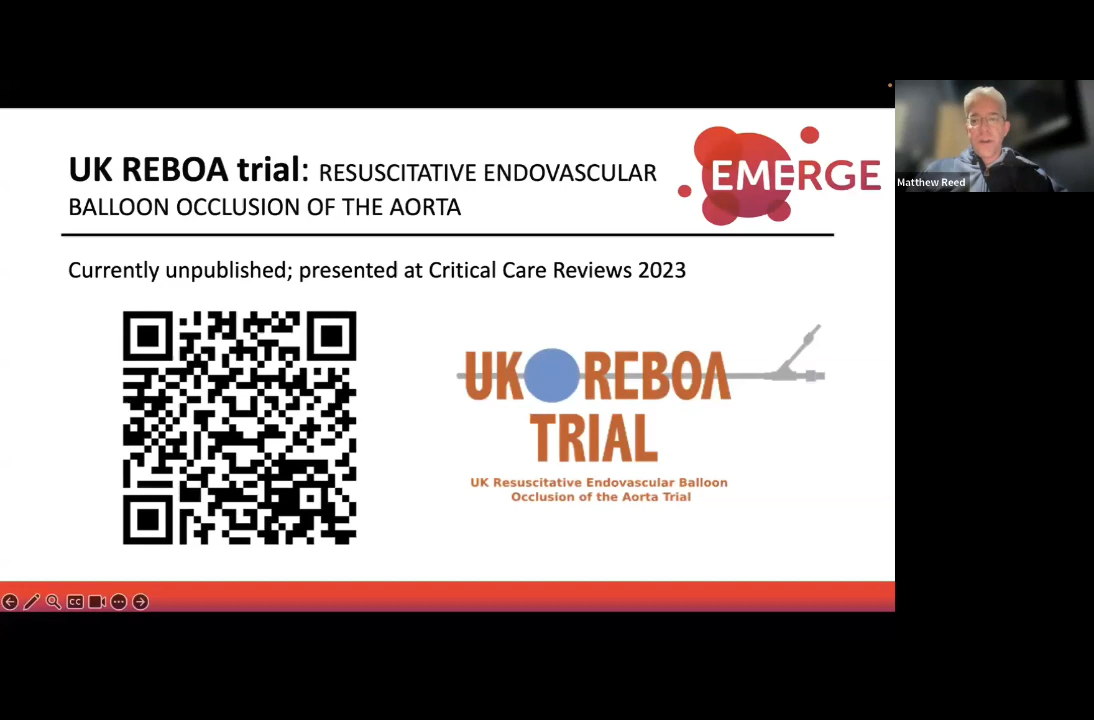 UK REBOA trial: RESUSCITATIVE ENDOVASCULAR
BALLOON OCCLUSION OF THE AORTA
EMERGE
Matthew Reed
Currently unpublished; presented at Critical Care Reviews 2023
UK REBOA
TRIAL
UK Resuscitative Endovascular Balloon
Occlusion of the Aorta Trial
CC